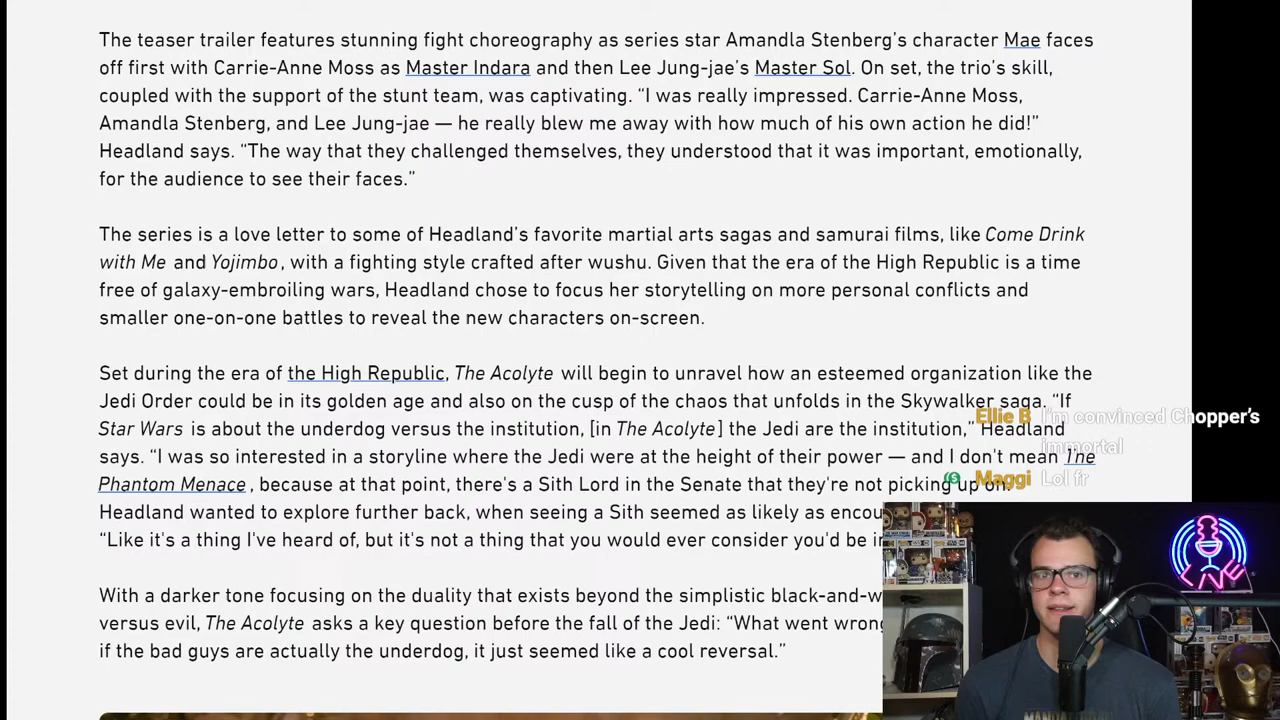 The teaser trailer features stunning fight choreography as series star Amandla Stenberg’s character Mae faces
off first with Carrie-Anne Moss as Master Indara and then Lee Jung-jae’s Master Sol. On set, the trio’s skill,
coupled with the support of the stunt team, was captivating. “I was really impressed. Carrie-Anne Moss,
Amandla Stenberg, and Lee Jung-jae — he really blew me away with how much of his own action he did!”
Headland says. “The way that they challenged themselves, they understood that it was important, emotionally,
for the audience to see their faces.”
The series is a love letter to some of Headland’s favorite martial arts sagas and samurai films, like Come Drink
with Me and Yojimbo, with a fighting style crafted after wushu. Given that the era of the High Republic is a time
free of galaxy-embroiling wars, Headland chose to focus her storytelling on more personal conflicts and
smaller one-on-one battles to reveal the new characters on-screen.
Set during the era of the High Republic, The Acolyte will begin to unravel how an esteemed organization like the
Jedi Order could be in its golden age and also on the cusp of the chaos that unfolds in the Skywalker saga. “If
Star Wars is about the underdog versus the institution, [in The Acolyte] the Jedi are the institution,” Headland
says. “I was so interested in a storyline where the Jedi were at the height of their power — and I don't mean The
Phantom Menace, because at that point, there's a Sith Lord in the Senate that they're not picking up on.
Headland wanted to explore further back, when seeing a Sith seemed as likely as
“Like it's a thing I've heard of, but it's not a thing that you would ever consider you'd be
With a darker tone focusing on the duality that exists beyond the simplistic
versus evil, The Acolyte asks a key question before the fall of the Jedi: “What went
if the bad guys are actually the underdog, it just seemed like a cool reversal.”
Ellie B I’m convinced Chopper’s
immortal
Maggi Lol fr
LIVE